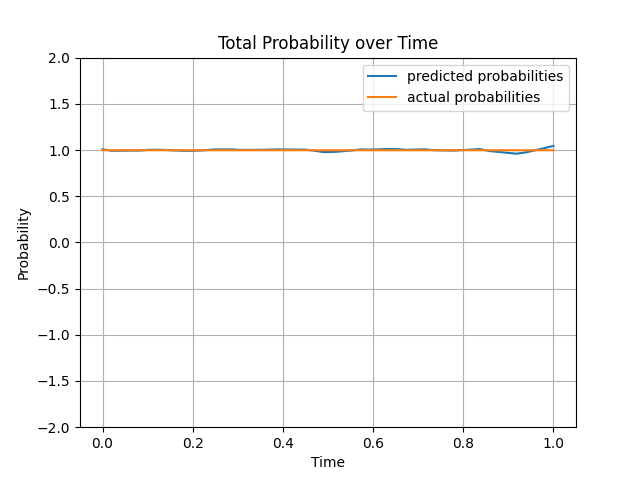 Total Probability over Time
predicted probabilities
actual probabilities
2.0
1.5
1.0
0.5
0.0
−0.5
−1.0
−1.5
−2.0
Probability
0.0 0.2 0.4 0.6 0.8 1.0
Time